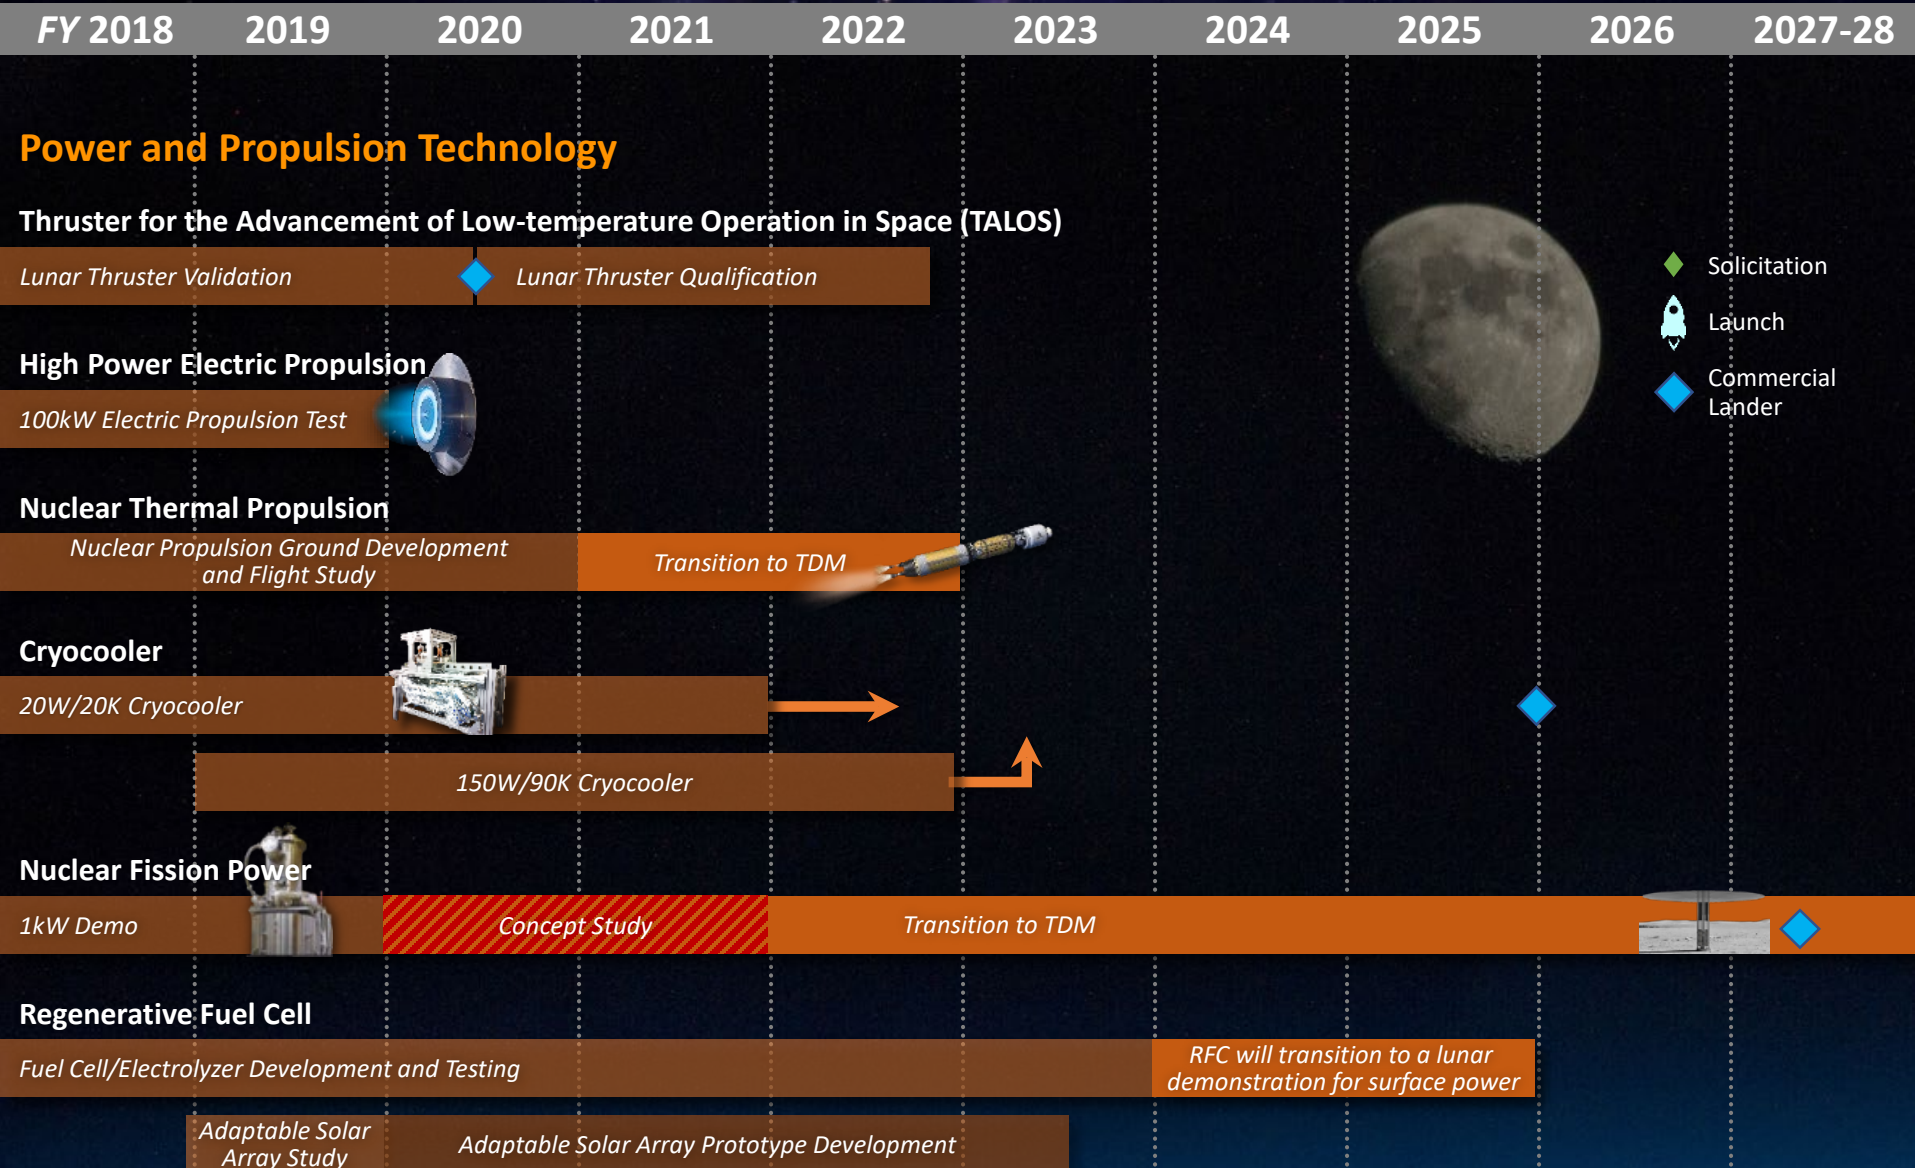 FY 2018 2019 2020 2021 2022 2023 2024 2025 2026 2027-28
Power and Propulsion Technology
Thruster for the Advancement of Low-temperature Operation in Space (TALOS)
Lunar Thruster Validation
Lunar Thruster Qualification
Solicitation
Launch
Commercial
Lander
High Power Electric Propulsion
100kW Electric Propulsion Test
Nuclear Thermal Propulsion
Nuclear Propulsion Ground Development
and Flight Study
Transition to TDM
Cryocooler
20W/20K Cryocooler
150W/90K Cryocooler
Nuclear Fission Power
1kW Demo
Concept Study
Transition to TDM
Regenerative Fuel Cell
Fuel Cell/Electrolyzer Development and Testing
RFC will transition to a lunar
demonstration for surface power
Adaptable Solar
Array Study
Adaptable Solar Array Prototype Development